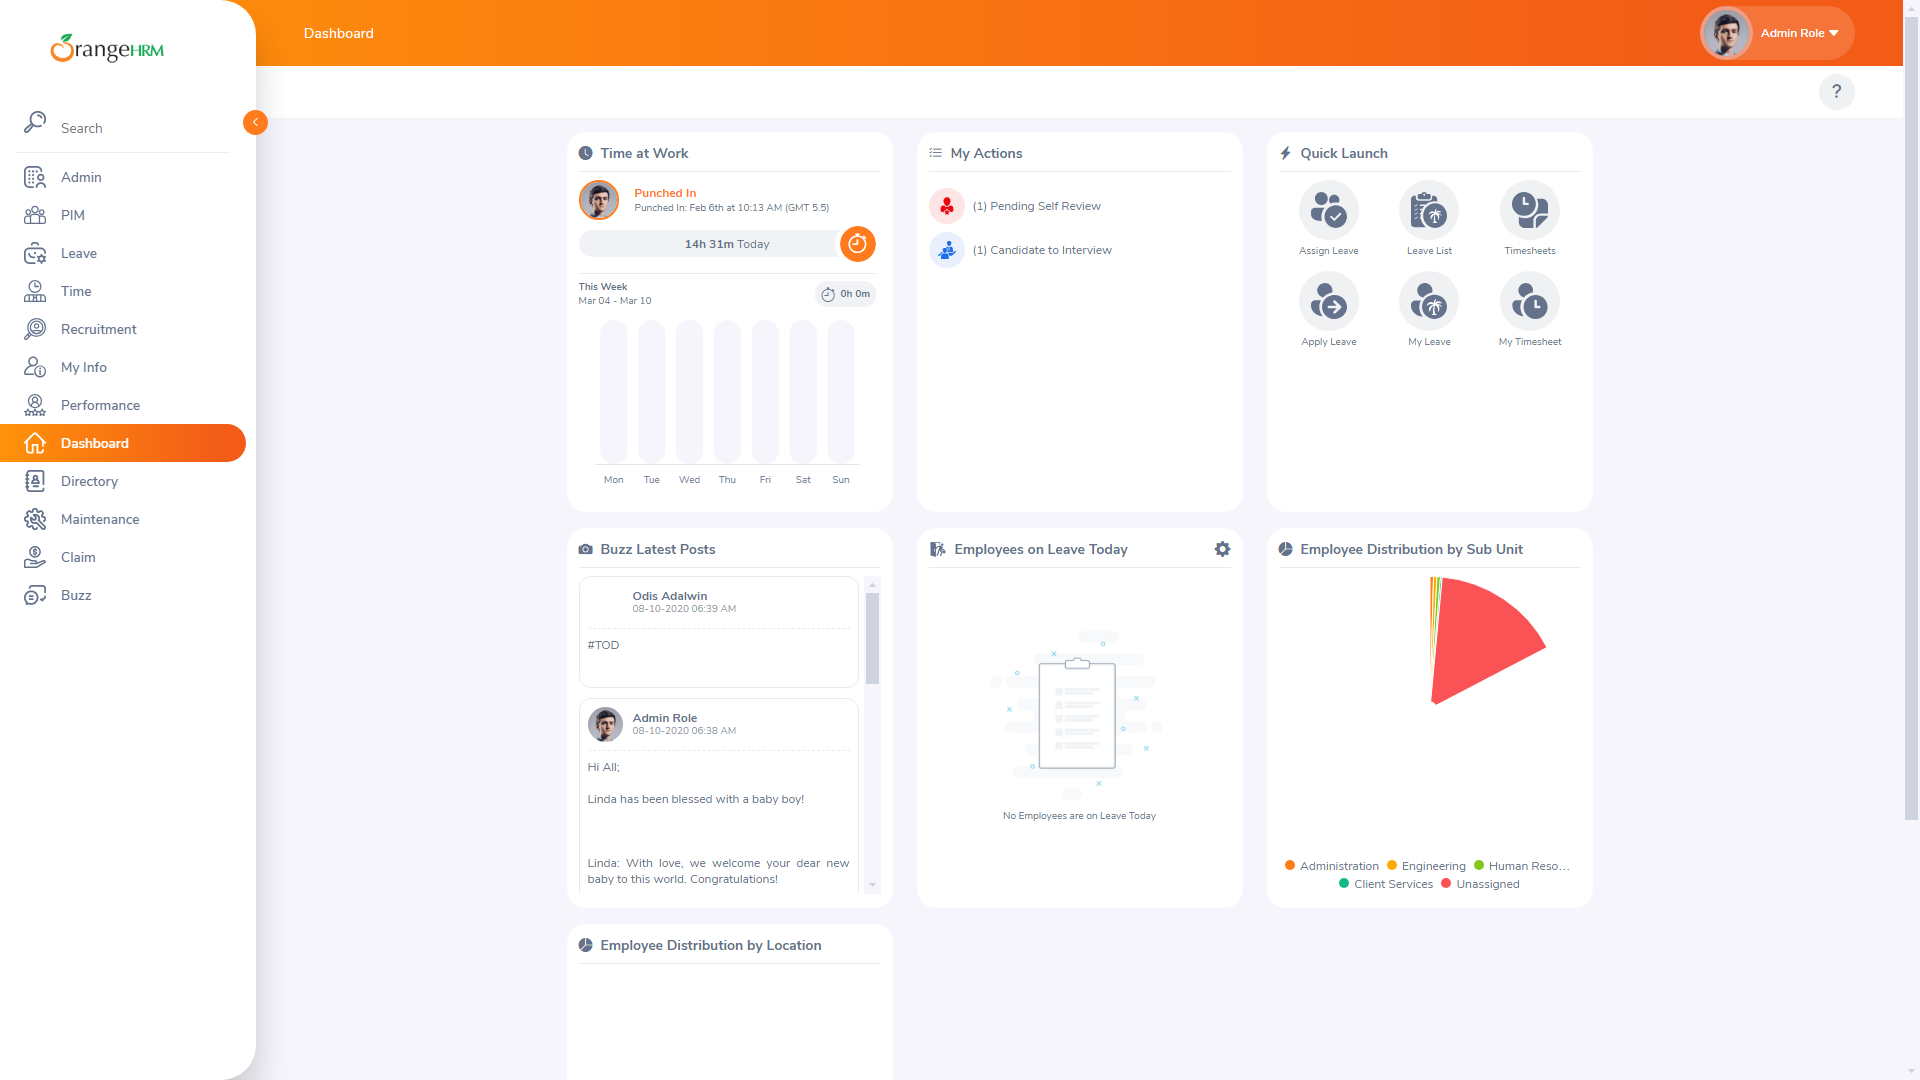 OrangeHRM
Dashboard
Admin Role
?
Search
Admin
PIM
Leave
Time
Recruitment
My Info
Performance
Dashboard
Directory
Maintenance
Claim
Buzz
Time at Work
Punched In
Punched In: Feb 6th at 10:13 AM (GMT 5.5)
14h 31m Today
This Week
Mar 04 - Mar 10
0h 0m
Mon Tue Wed Thu Fri Sat Sun
My Actions
(1) Pending Self Review
(1) Candidate to Interview
Quick Launch
Assign Leave Leave List Timesheets
Apply Leave My Leave My Timesheet
Buzz Latest Posts
Odis Adalwin
08-10-2020 06:39 AM
#TOD
Admin Role
08-10-2020 06:38 AM
Hi All;
Linda has been blessed with a baby boy!
Linda: With love, we welcome your dear new
baby to this world. Congratulations!
Employees on Leave Today
No Employees are on Leave Today
Employee Distribution by Sub Unit
Administration Engineering Human Reso...
Client Services Unassigned
Employee Distribution by Location